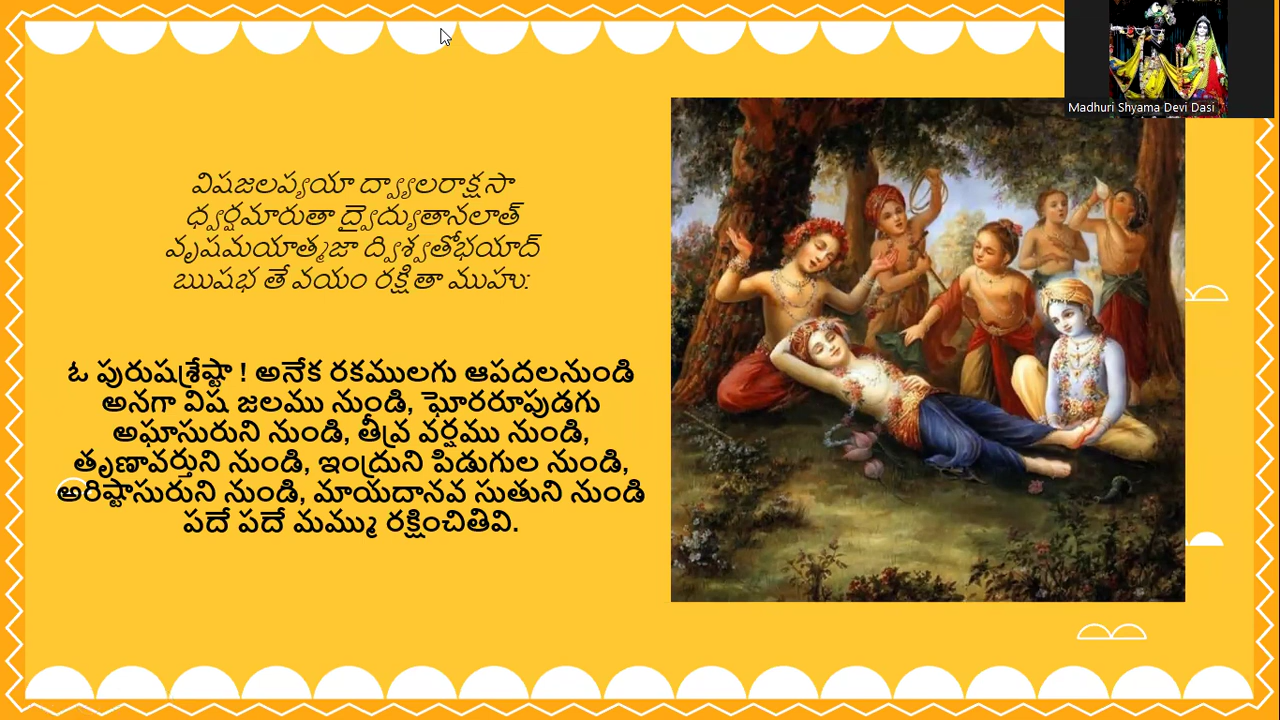 Madhuri Shyama Devi Dasi
విషజలప్యయా ద్వ్యాలరాక్షసా
ధ్వర్షమారుతా ద్వైద్యుతానలాత్
వృషమయాత్మజా ద్విశ్వతోభయాద్
ఋషభ తే వయం రక్షితా ముహుః
ఓ పురుషశ్రేష్టా ! అనేక రకములగు ఆపదలనుండి
అనగా విష జలము నుండి, ఘోరరూపుడగు
అఘాసురుని నుండి, తీవ్ర వర్షము నుండి,
తృణావర్తుని నుండి, ఇంద్రుని పిడుగుల నుండి,
అరిష్టాసురుని నుండి, మాయదానవ సుతుని నుండి
పదే పదే మమ్ము రక్షించితివి.